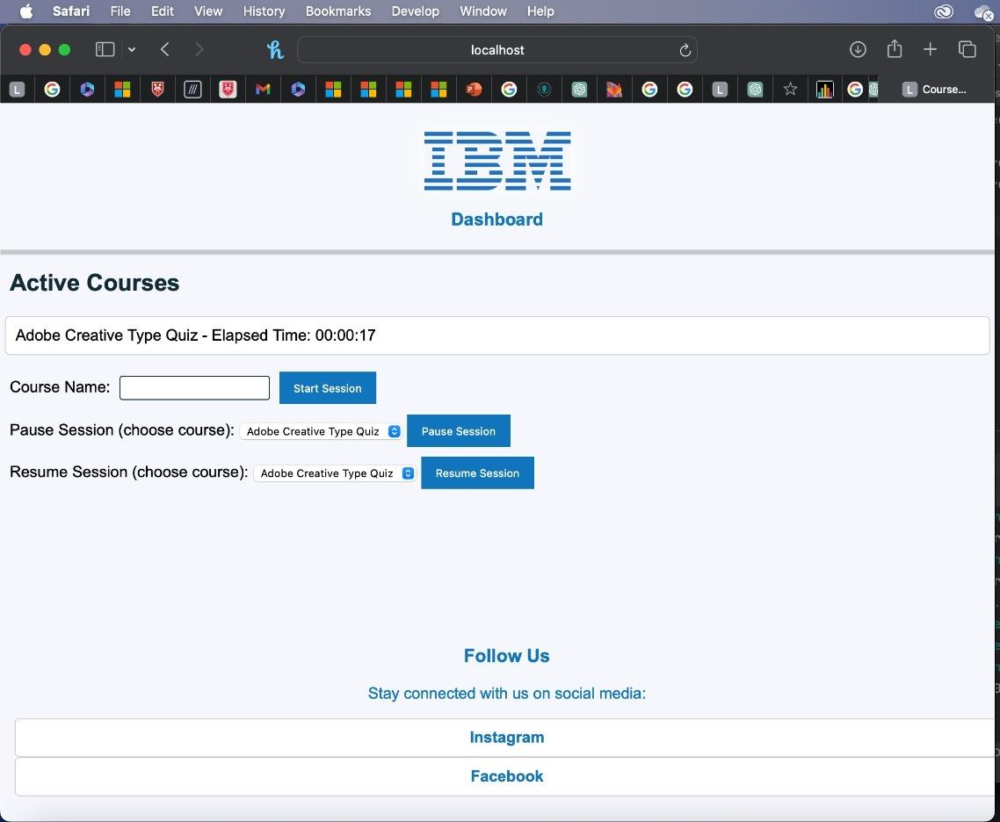 Safari File Edit View History Bookmarks Develop Window Help
localhost
L Course...
IBM
Dashboard
Active Courses
Adobe Creative Type Quiz - Elapsed Time: 00:00:17
Course Name: Start Session
Pause Session (choose course): Adobe Creative Type Quiz Pause Session
Resume Session (choose course): Adobe Creative Type Quiz Resume Session
Follow Us
Stay connected with us on social media:
Instagram
Facebook